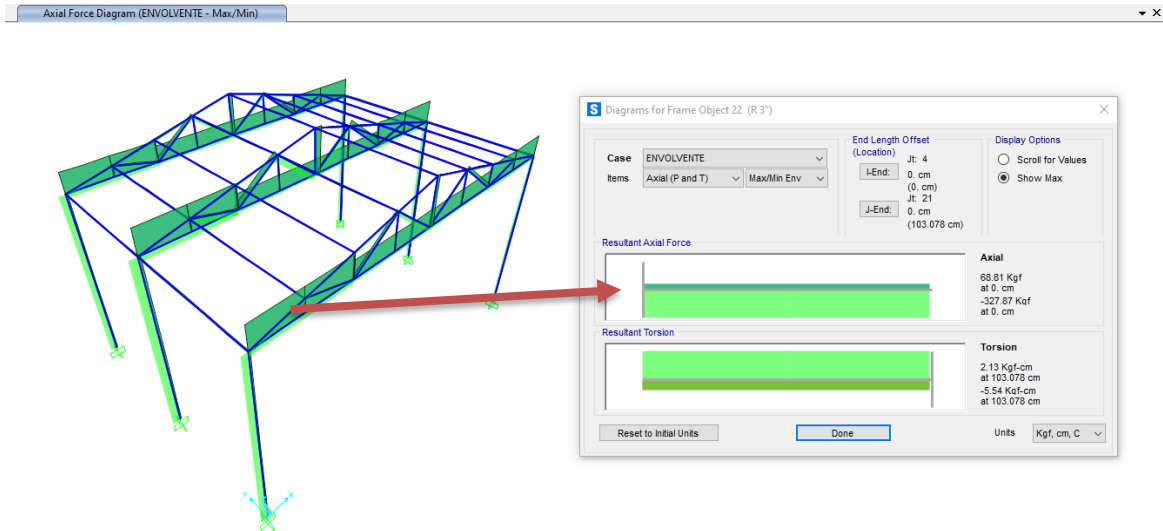 Axial Force Diagram (ENVOLVENTE - Max/Min)
Diagrams for Frame Object 22 (R 3")
Case ENVOLVENTE
Items Axial (P and T) Max/Min Env
End Length Offset
(Location)
Jt: 4
I-End: 0. cm
(0. cm)
Jt: 21
J-End: 0. cm
(103.078 cm)
Display Options
Scroll for Values
Show Max
Resultant Axial Force
Axial
68.81 Kgf
at 0. cm
-327.87 Kgf
at 0. cm
Resultant Torsion
Torsion
2.13 Kgf-cm
at 103.078 cm
-5.54 Kgf-cm
at 103.078 cm
Reset to Initial Units
Done
Units Kgf, cm, C
Y X